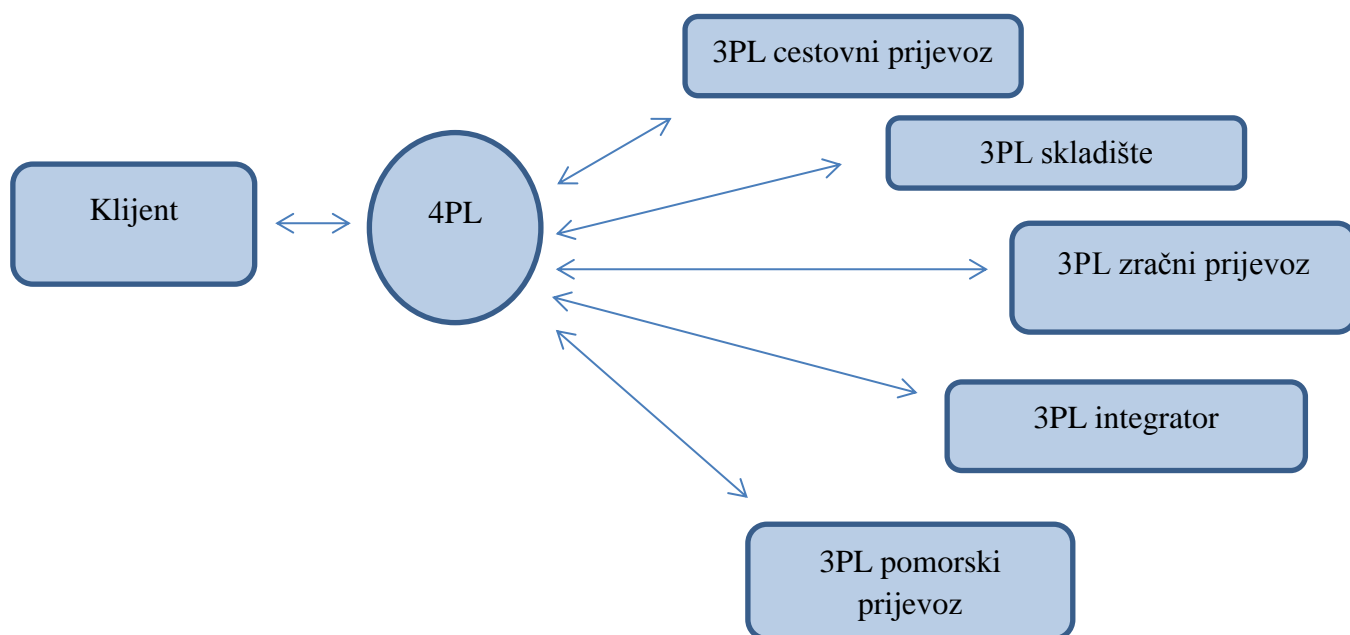 3PL cestovni prijevoz
3PL skladište
Klijent
4PL
3PL zračni prijevoz
3PL integrator
3PL pomorski
prijevoz